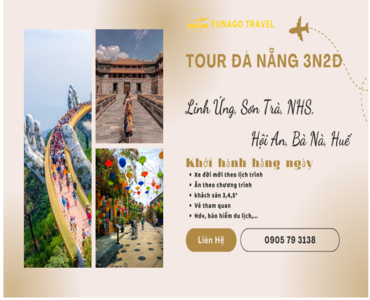 FUNAGO TRAVEL
TOUR ĐÀ NẴNG 3N2Đ
Linh Ứng, Sơn Trà, NHS,
Hội An, Bà Nà, Huế
Khởi hành hằng ngày
• Xe đời mới theo lịch trình
• Ăn theo chương trình
• khách sản 3,4,5*
• Vé tham quan
• Hdv, bảo hiểm du lịch,...
Liên Hệ
0905 79 3138